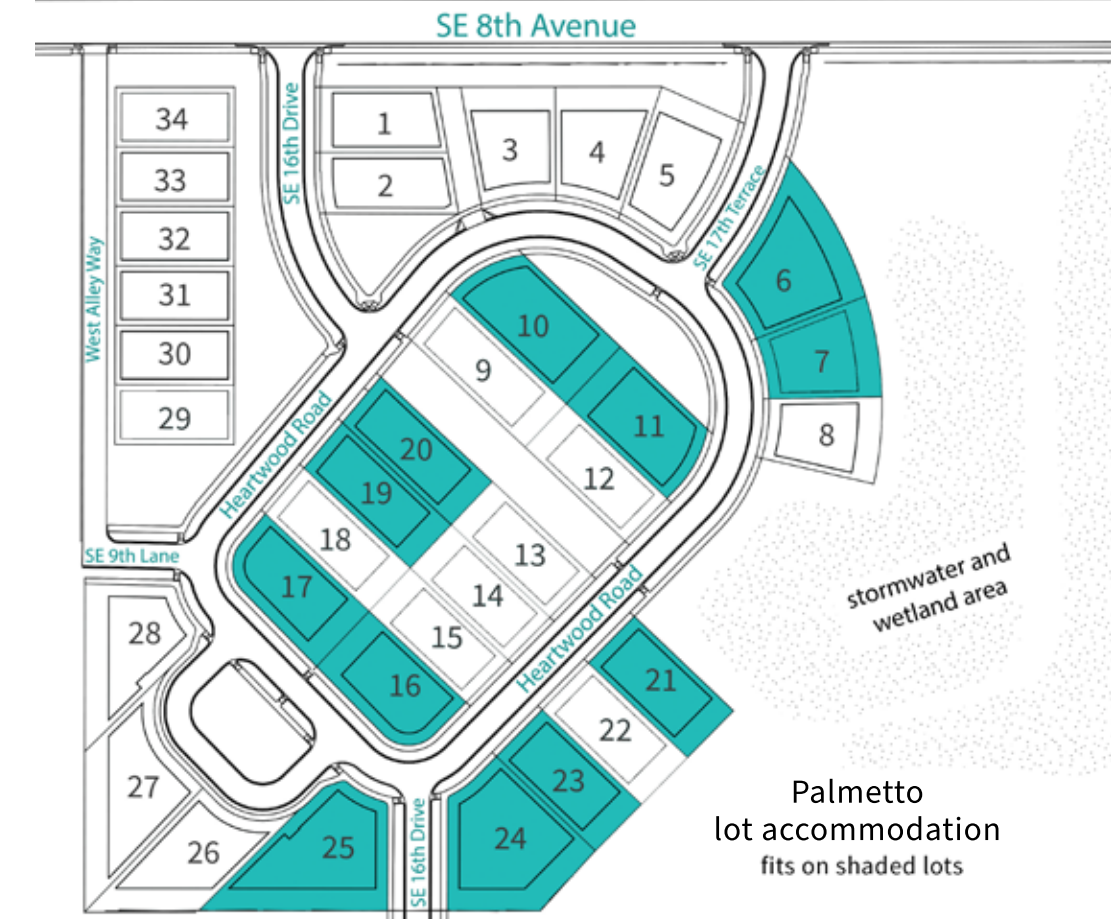 SE 8th Avenue
34
33
32
31
30
29
West Alley Way
SE 16th Drive
1
2
3
4
5
SE 17th Terrace
6
7
8
10
9
11
12
20
19
18
17
13
14
15
16
Heartwood Road
SE 9th Lane
Heartwood Road
28
27
26
25
SE 16th Drive
21
22
23
24
stormwater and
wetland area
Palmetto
lot accommodation
fits on shaded lots